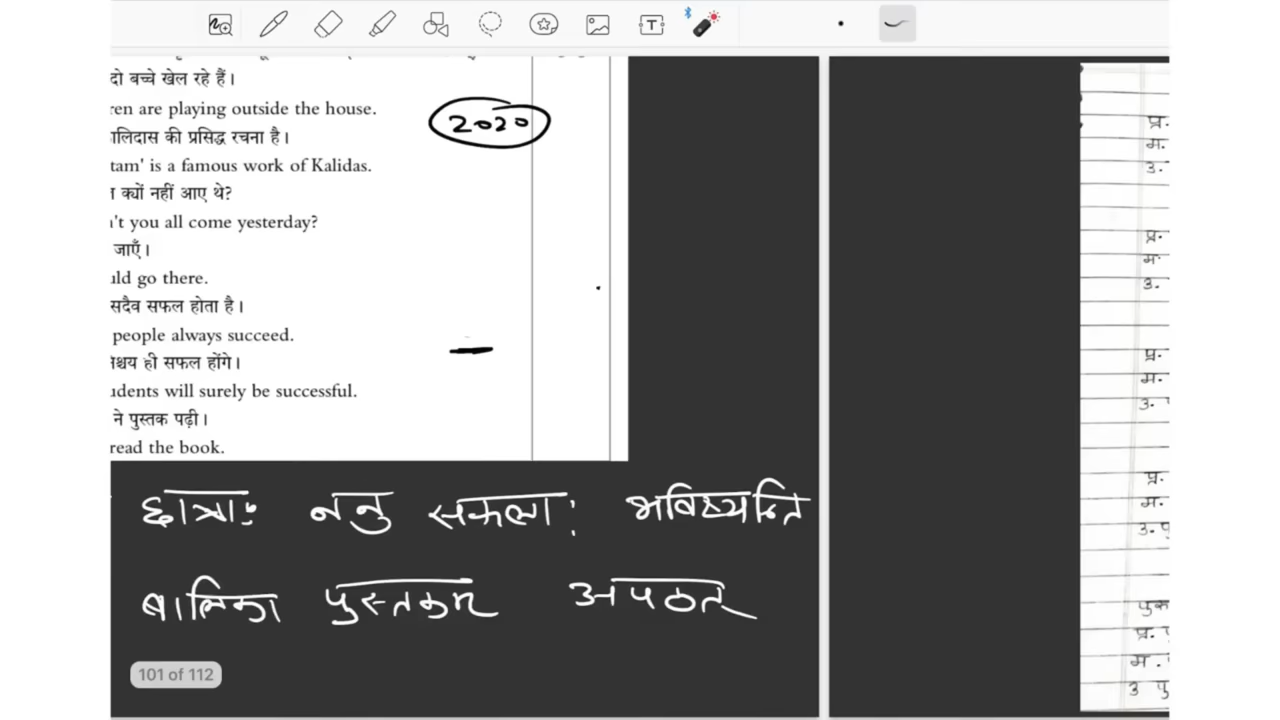 दो बच्चे खेल रहे हैं।
ren are playing outside the house.
2020
ालिदास की प्रसिद्ध रचना है।
tam' is a famous work of Kalidas.
क्यों नहीं आए थे?
n't you all come yesterday?
जाएँ।
uld go there.
सदैव सफल होता है।
people always succeed.
निश्चय ही सफल होंगे।
udents will surely be successful.
ने पुस्तक पढ़ी।
read the book.
छात्राः ननु सफलाः भविष्यन्ति
बालिका पुस्तकम् अपठत्
101 of 112
प्र.
म.
उ.
प्र.
म.
उ.
प्र.
म.
उ.
प्र.
म.
उ. पु
पुरु
प्र.
म.
उ पु